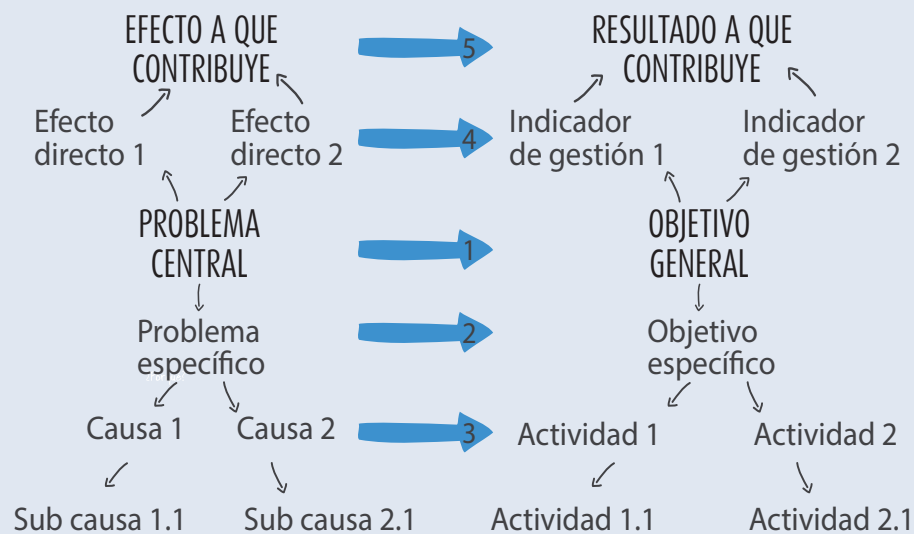 EFECTO A QUE
CONTRIBUYE
5
RESULTADO A QUE
CONTRIBUYE
Efecto
directo 1
Efecto
directo 2
4
Indicador
de gestión 1
Indicador
de gestión 2
PROBLEMA
CENTRAL
1
OBJETIVO
GENERAL
Problema
específico
2
Objetivo
específico
Causa 1
Causa 2
3
Actividad 1
Actividad 2
Sub causa 1.1
Sub causa 2.1
Actividad 1.1
Actividad 2.1